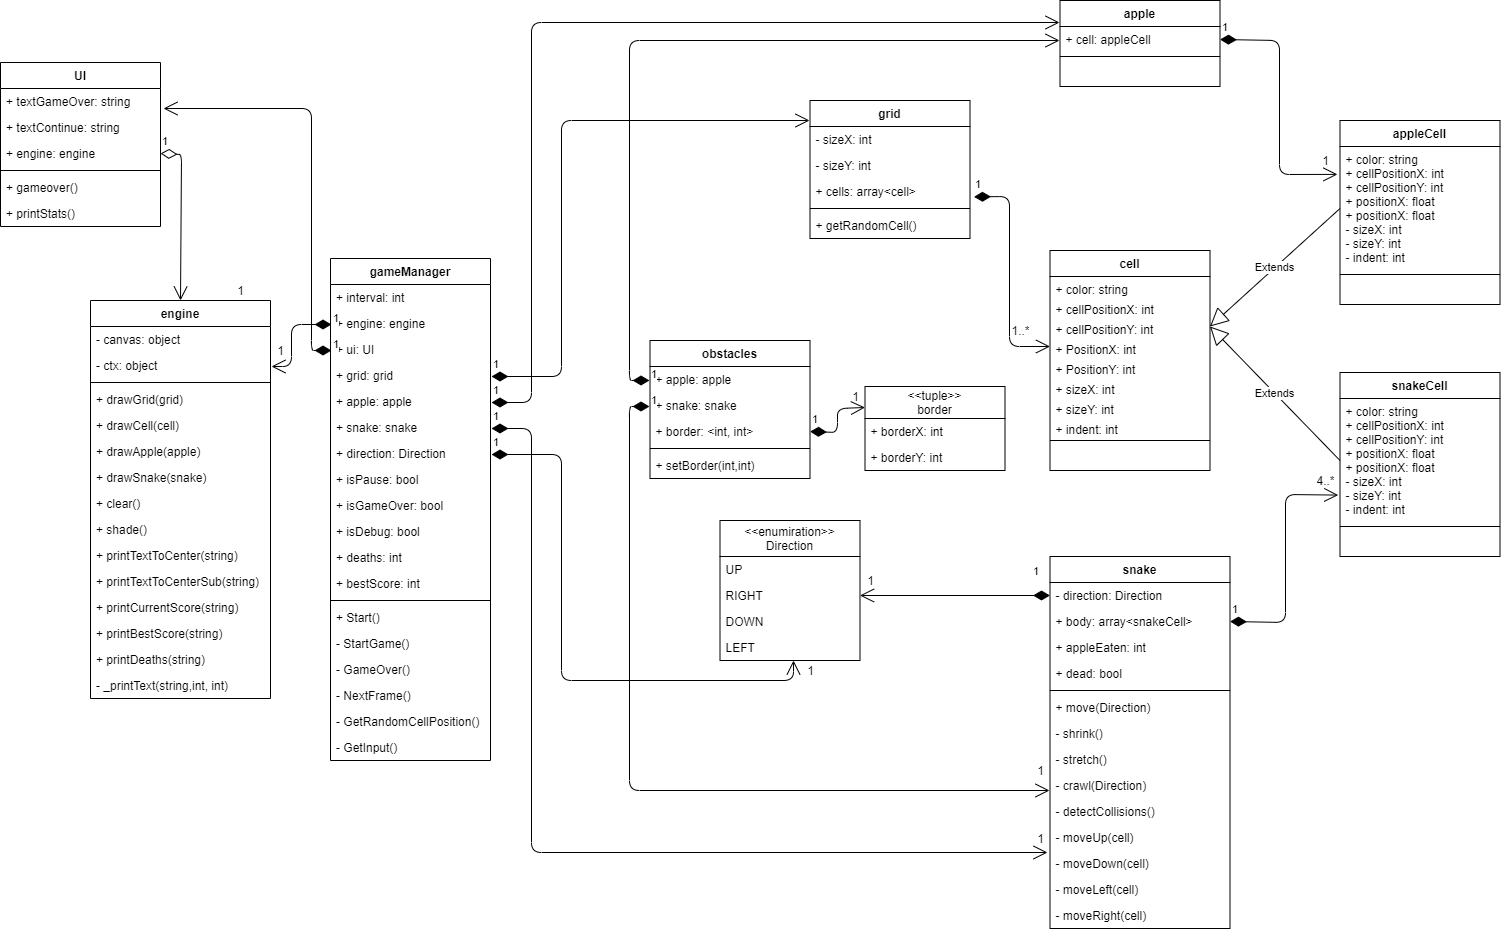 UI
+ textGameOver: string
+ textContinue: string
+ engine: engine
+ gameover()
+ printStats()
1
1
engine
- canvas: object
- ctx: object
+ drawGrid(grid)
+ drawCell(cell)
+ drawApple(apple)
+ drawSnake(snake)
+ clear()
+ shade()
+ printTextToCenter(string)
+ printTextToCenterSub(string)
+ printCurrentScore(string)
+ printBestScore(string)
+ printDeaths(string)
- _printText(string,int, int)
1
gameManager
+ interval: int
+ engine: engine
+ ui: UI
+ grid: grid
+ apple: apple
+ snake: snake
+ direction: Direction
+ isPause: bool
+ isGameOver: bool
+ isDebug: bool
+ deaths: int
+ bestScore: int
+ Start()
- StartGame()
- GameOver()
- NextFrame()
- GetRandomCellPosition()
- GetInput()
1
1
1
1
1
1
apple
+ cell: appleCell
1
1
grid
- sizeX: int
- sizeY: int
+ cells: array<cell>
+ getRandomCell()
1
1..*
obstacles
+ apple: apple
+ snake: snake
+ border: <int, int>
+ setBorder(int,int)
1
1
1
1
<<tuple>>
border
+ borderX: int
+ borderY: int
<<enumiration>>
Direction
UP
RIGHT
DOWN
LEFT
1
1
cell
+ color: string
+ cellPositionX: int
+ cellPositionY: int
+ PositionX: int
+ PositionY: int
+ sizeX: int
+ sizeY: int
+ indent: int
Extends
Extends
appleCell
+ color: string
+ cellPositionX: int
+ cellPositionY: int
+ positionX: float
+ positionX: float
- sizeX: int
- sizeY: int
- indent: int
snakeCell
+ color: string
+ cellPositionX: int
+ cellPositionY: int
+ positionX: float
+ positionX: float
- sizeX: int
- sizeY: int
- indent: int
4..*
1
snake
- direction: Direction
+ body: array<snakeCell>
+ appleEaten: int
+ dead: bool
+ move(Direction)
- shrink()
- stretch()
- crawl(Direction)
- detectCollisions()
- moveUp(cell)
- moveDown(cell)
- moveLeft(cell)
- moveRight(cell)
1
1
1